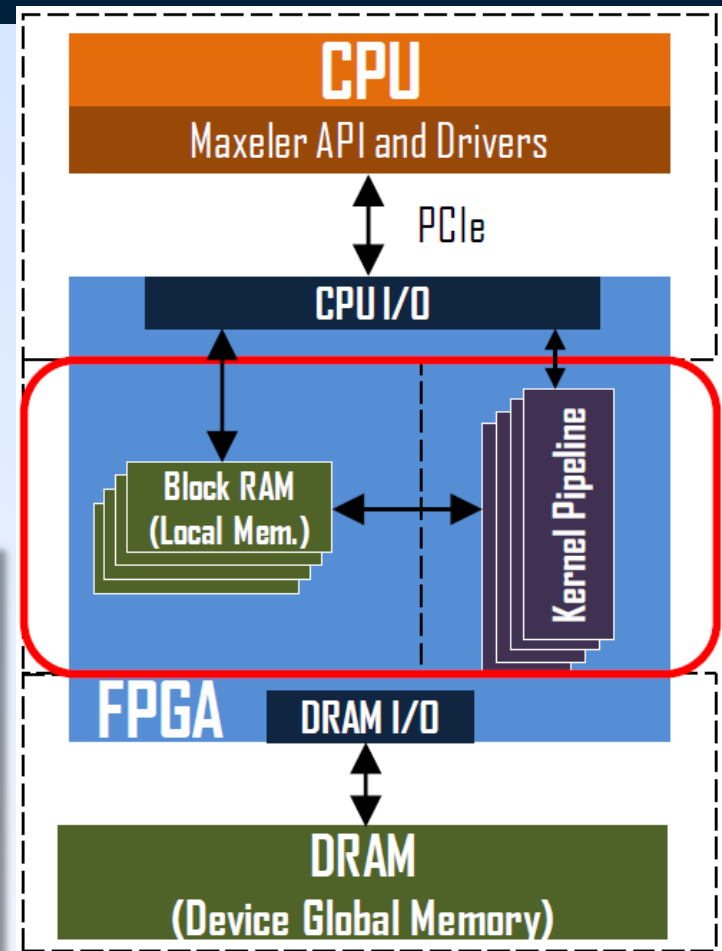 CPU
Maxeler API and Drivers
PCIe
CPU I/O
Block RAM
(Local Mem.)
Kernel Pipeline
FPGA
DRAM I/O
DRAM
(Device Global Memory)